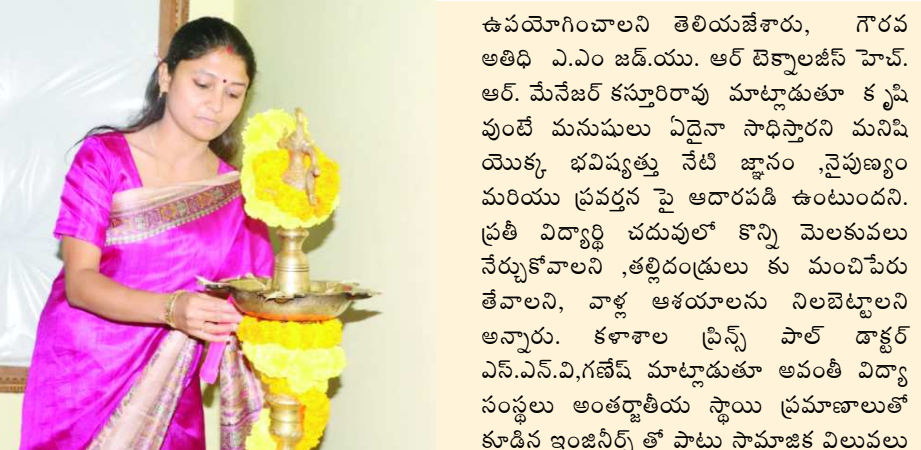 ఉపయోగించాలని తెలియజేశారు, గౌరవ
అతిధి ఎ.ఎం జడ్.యు. ఆర్ టెక్నాలజీస్ హెచ్.
ఆర్. మేనేజర్ కస్తూరిరావు మాట్లాడుతూ క ృషి
వుంటే మనుషులు ఏదైనా సాధిస్తారని మనిషి
యొక్క భవిష్యత్తు నేటి జ్ఞానం ,నైపుణ్యం
మరియు ప్రవర్తన పై ఆదారపడి ఉంటుందని.
ప్రతీ విద్యార్థి చదువులో కొన్ని మెలకువలు
నేర్చుకోవాలని ,తల్లిదండ్రులు కు మంచిపేరు
తేవాలని, వాళ్ల ఆశయాలను నిలబెట్టాలని
అన్నారు. కళాశాల ప్రిన్స్ పాల్ డాక్టర్
ఎస్.ఎన్.వి,గణేష్ మాట్లాడుతూ అవంతీ విద్యా
సంస్థలు అంతర్జాతీయ స్థాయి ప్రమాణాలుతో
కూడిన ఇంజినీర్స్ తో పాటు సామాజిక విలువలు